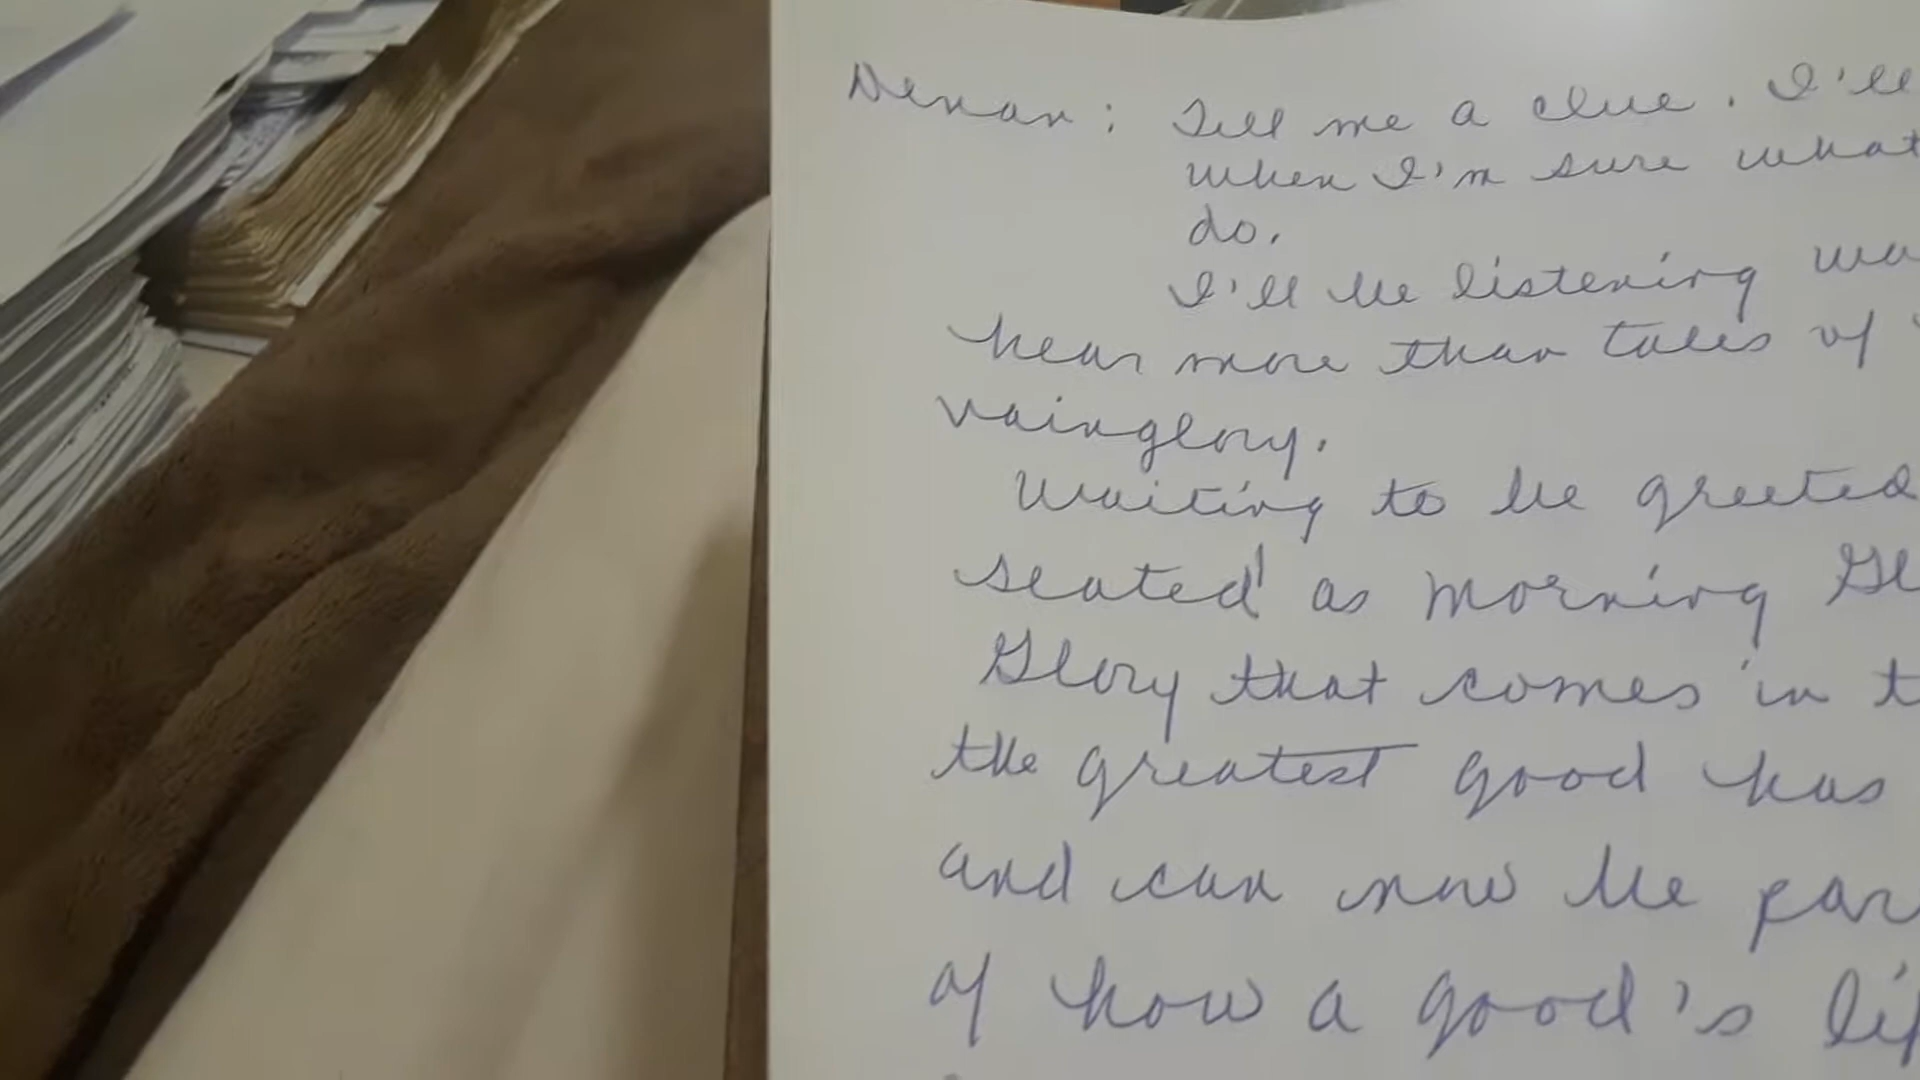 Denan: Tell me a clue. I'll
when I'm sure what
do.
I'll be listening
hear more than tales of
vainglory.
Waiting to be greeted
seated' as morning
Glory that comes in
the greatest good has
and can now be
of how a good's